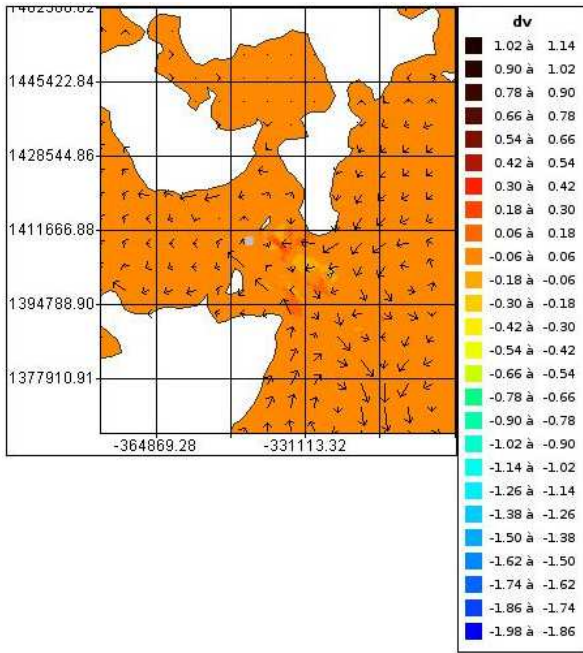 1445422.84
1428544.86
1411666.88
1394788.90
1377910.91
-364869.28 -331113.32
dv
1.02 à 1.14
0.90 à 1.02
0.78 à 0.90
0.66 à 0.78
0.54 à 0.66
0.42 à 0.54
0.30 à 0.42
0.18 à 0.30
0.06 à 0.18
-0.06 à 0.06
-0.18 à -0.06
-0.30 à -0.18
-0.42 à -0.30
-0.54 à -0.42
-0.66 à -0.54
-0.78 à -0.66
-0.90 à -0.78
-1.02 à -0.90
-1.14 à -1.02
-1.26 à -1.14
-1.38 à -1.26
-1.50 à -1.38
-1.62 à -1.50
-1.74 à -1.62
-1.86 à -1.74
-1.98 à -1.86